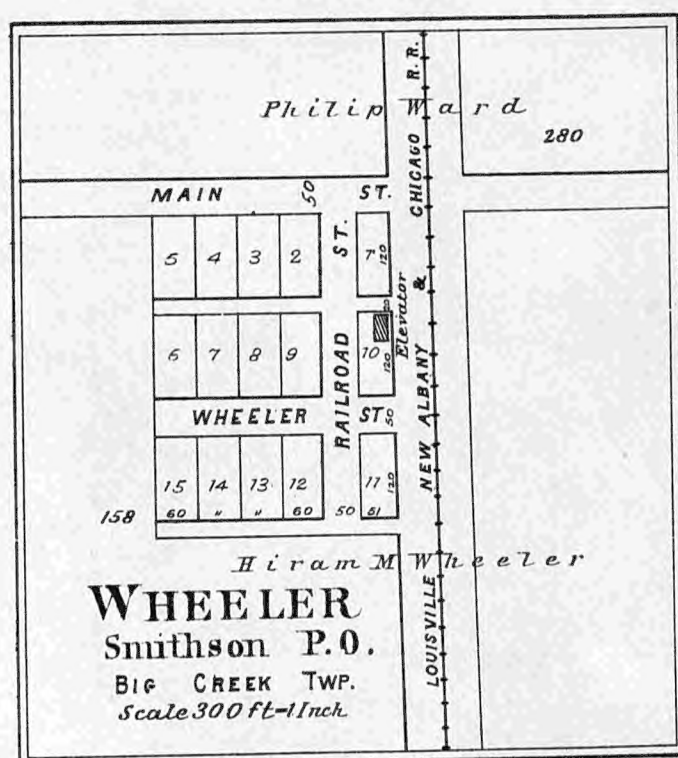 Philip Ward
280
MAIN 50 ST.
5 4 3 2 7 120
20
6 7 8 9 10 120
Elevator
RAILROAD ST.
WHEELER ST. 50
15 14 13 12 11 120
60 " " 60 50 51
158
Hiram M Wheeler
LOUISVILLE NEW ALBANY & CHICAGO R. R.
WHEELER
Smithson P.O.
BIG CREEK TWP.
Scale 300 ft=1 Inch